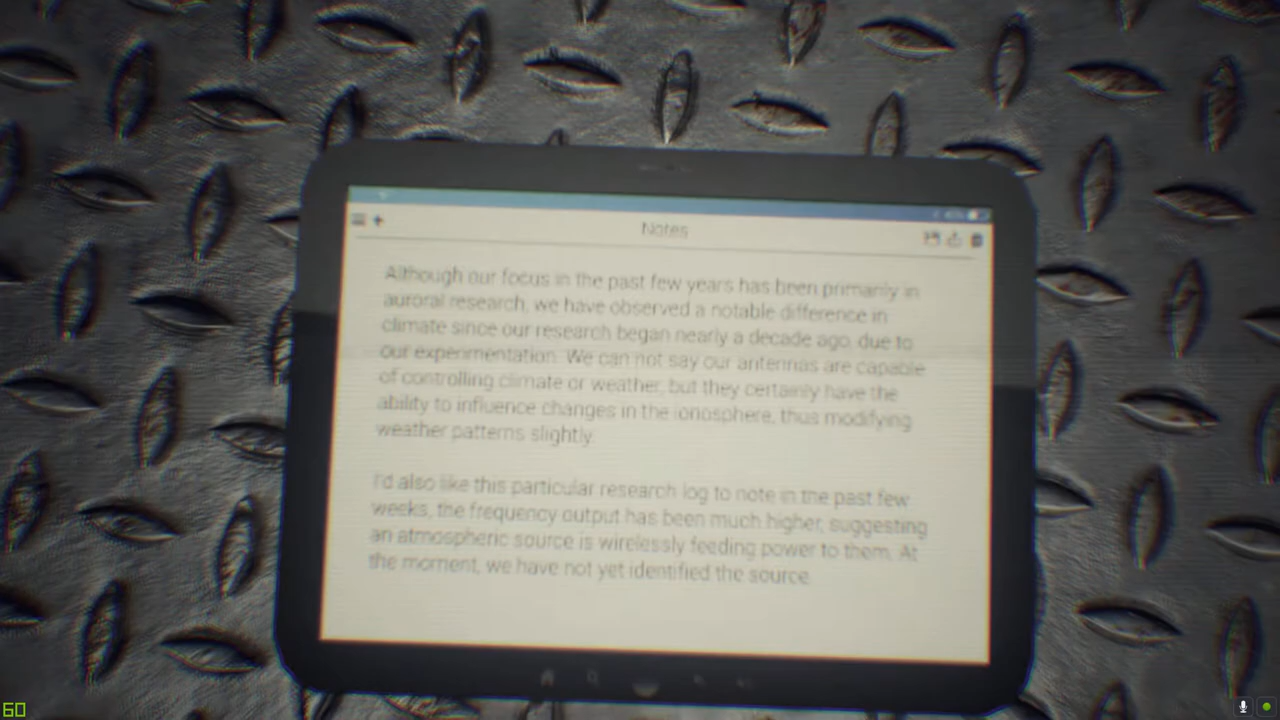 Notes
Although our focus in the past few years has been primarily in
auroral research, we have observed a notable difference in
climate since our research began nearly a decade ago, due to
our experimentation. We can not say our antennas are capable
of controlling climate or weather, but they certainly have the
ability to influence changes in the ionosphere, thus modifying
weather patterns slightly.
I'd also like this particular research log to note in the past few
weeks, the frequency output has been much higher, suggesting
an atmospheric source is wirelessly feeding power to them. At
the moment, we have not yet identified the source.
60